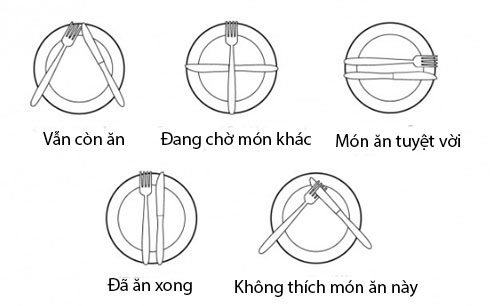 Vẫn còn ăn
Đang chờ món khác
Món ăn tuyệt vời
Đã ăn xong
Không thích món ăn này